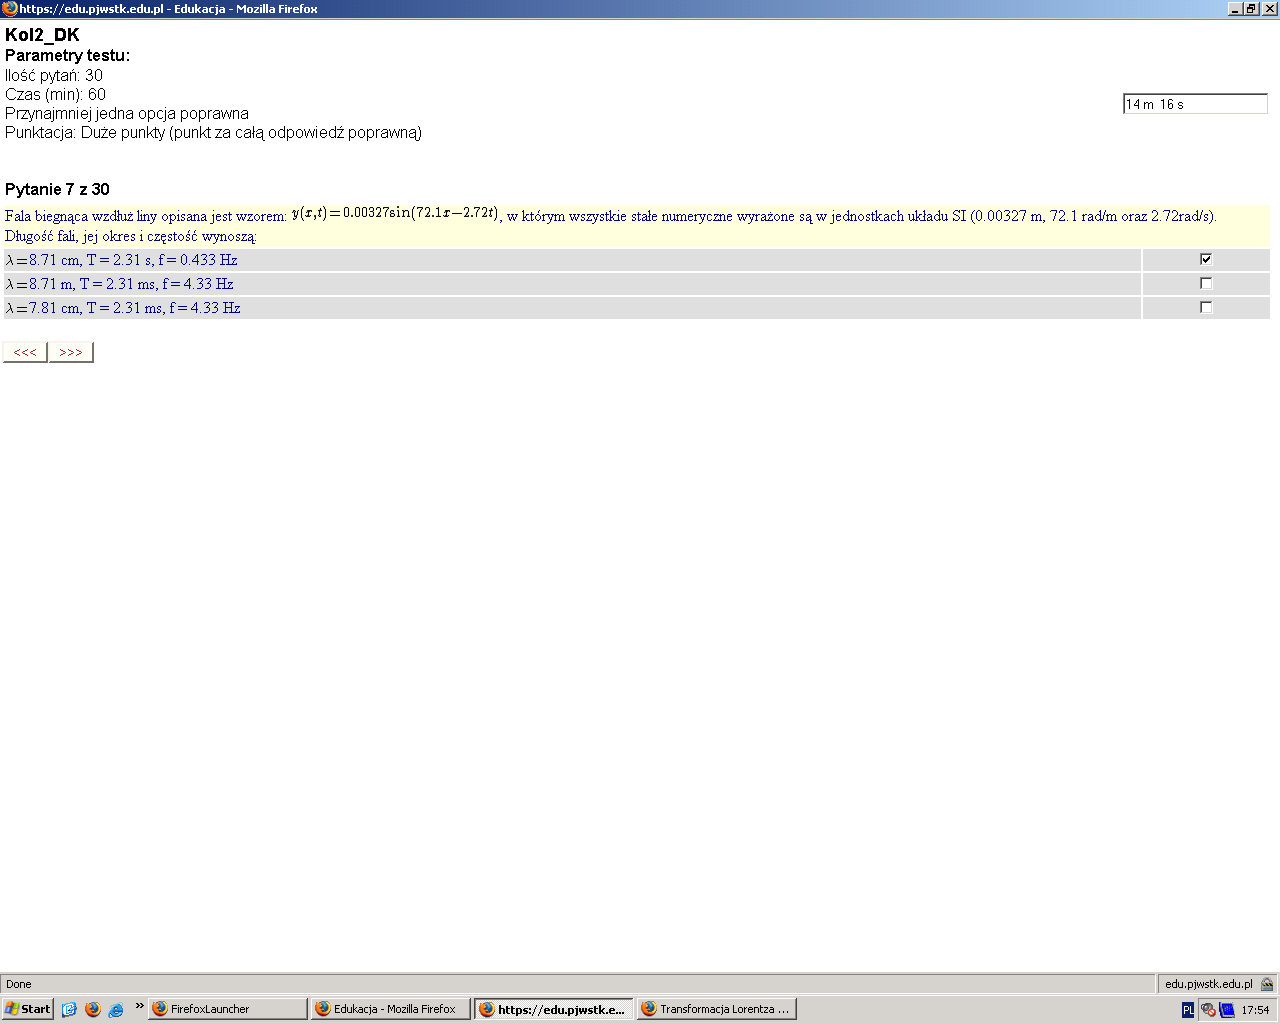 https://edu.pjwstk.edu.pl - Edukacja - Mozilla Firefox
Kol2_DK
Parametry testu:
Ilość pytań: 30
Czas (min): 60
14 m 16 s
Przynajmniej jedna opcja poprawna
Punktacja: Duże punkty (punkt za całą odpowiedź poprawną)
Pytanie 7 z 30
Fala biegnąca wzdłuż liny opisana jest wzorem: y(x,t)=0.00327sin(72.1x−2.72t), w którym wszystkie stałe numeryczne wyrażone są w jednostkach układu SI (0.00327 m, 72.1 rad/m oraz 2.72rad/s).
Długość fali, jej okres i częstość wynoszą:
λ=8.71 cm, T = 2.31 s, f = 0.433 Hz
λ=8.71 m, T = 2.31 ms, f = 4.33 Hz
λ=7.81 cm, T = 2.31 ms, f = 4.33 Hz
<<< >>>
Done edu.pjwstk.edu.pl
Start » FirefoxLauncher Edukacja - Mozilla Firefox https://edu.pjwstk.e... Transformacja Lorentza ... PL 17:54